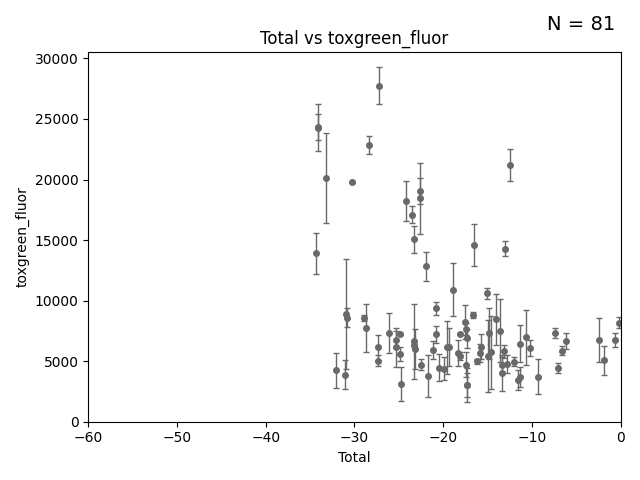 N = 81
Total vs toxgreen_fluor
30000
25000
20000
15000
10000
5000
0
toxgreen_fluor
−60 −50 −40 −30 −20 −10 0
Total